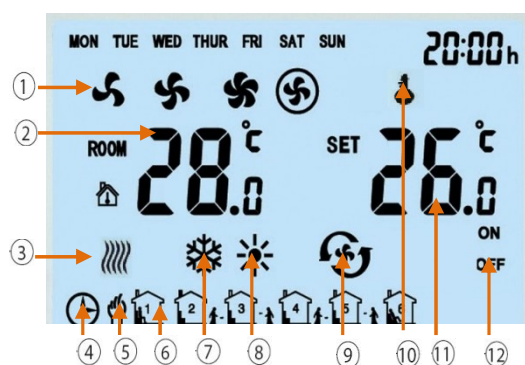 MON TUE WED THUR FRI SAT SUN 20:00h
1
2 ROOM 28.0 °C SET 26.0 °C
3
ON
OFF
1 2 3 4 5 6
4 5 6 7 8 9 10 11 12